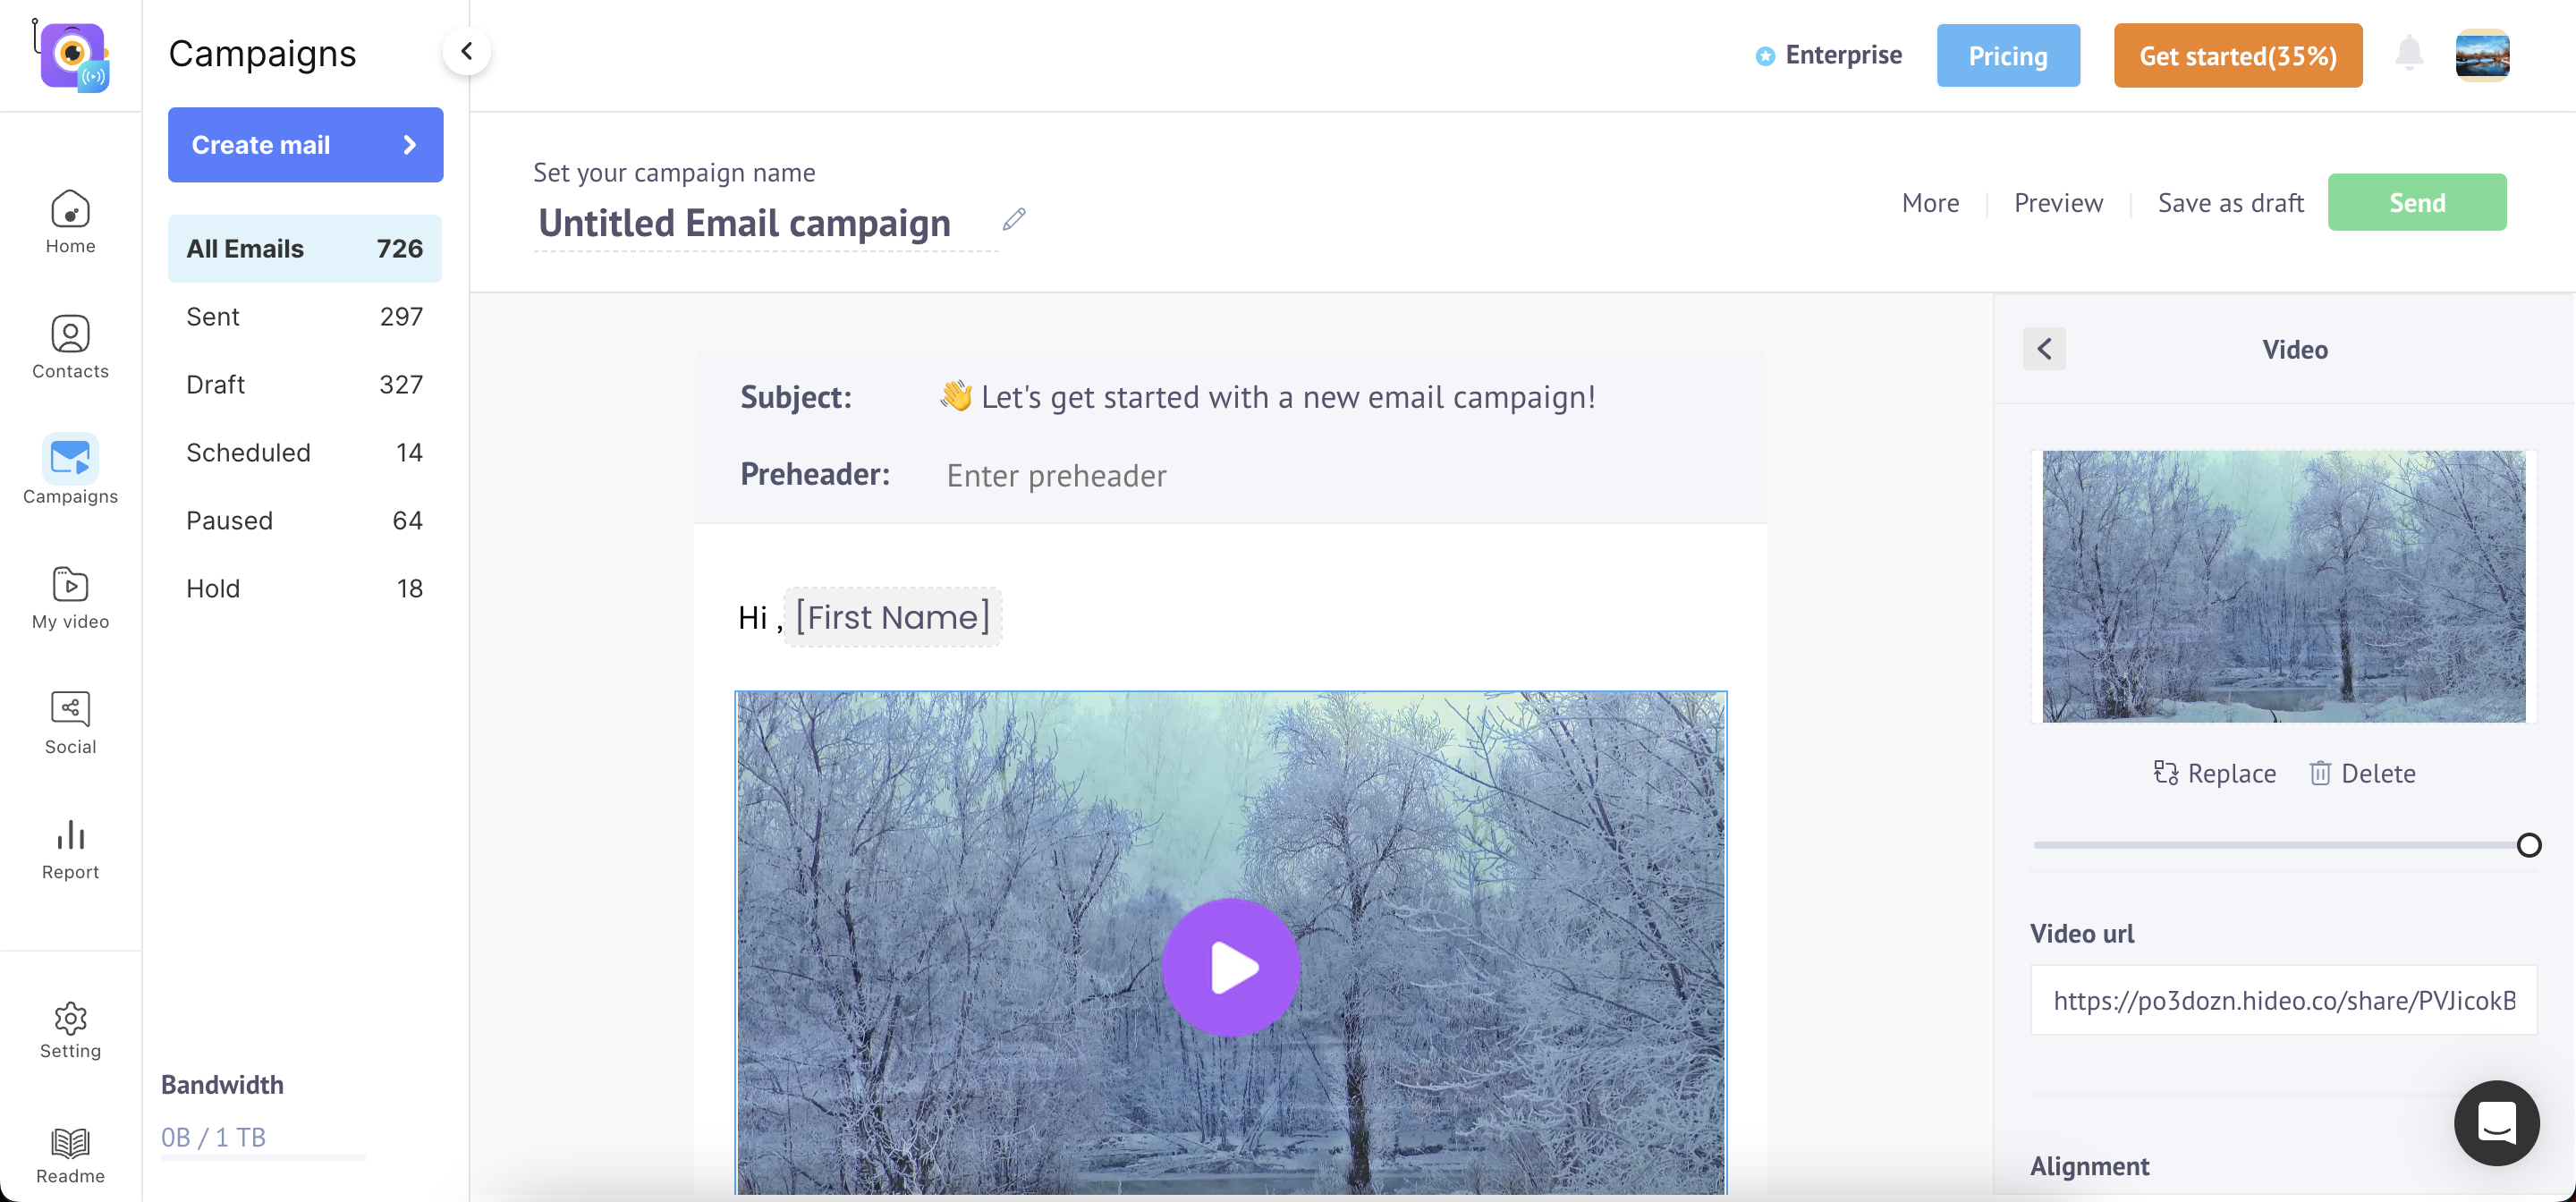 Campaigns
Enterprise
Pricing
Get started(35%)
Create mail
Home
Contacts
Campaigns
My video
Social
Report
Setting
Readme
All Emails 726
Sent 297
Draft 327
Scheduled 14
Paused 64
Hold 18
Bandwidth
0B / 1 TB
Set your campaign name
Untitled Email campaign
More
Preview
Save as draft
Send
Subject: 👋 Let's get started with a new email campaign!
Preheader: Enter preheader
Hi ,[First Name]
Video
Replace
Delete
Video url
https://po3dozn.hideo.co/share/PVJicokB
Alignment